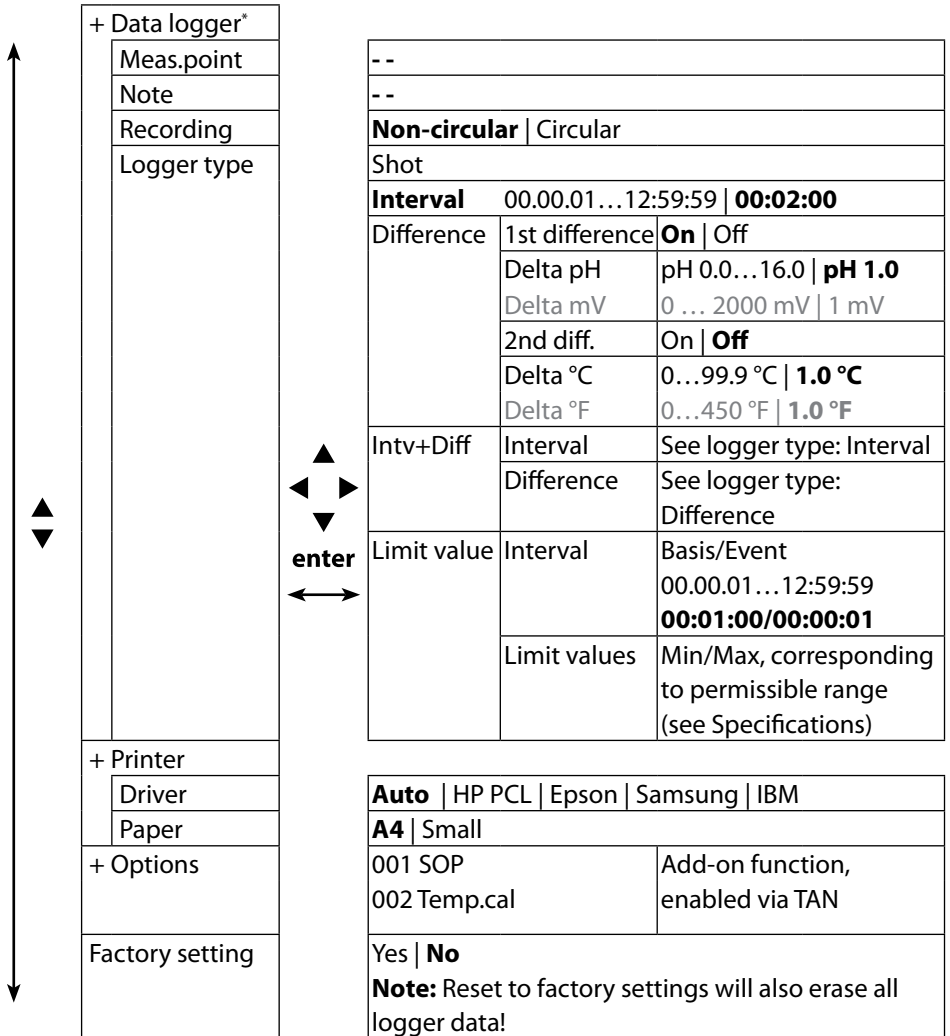 + Data logger*
Meas.point - -
Note - -
Recording Non-circular | Circular
Logger type Shot
Interval 00.00.01…12:59:59 | 00:02:00
Difference 1st difference On | Off
Delta pH pH 0.0…16.0 | pH 1.0
Delta mV 0 … 2000 mV | 1 mV
2nd diff. On | Off
Delta °C 0…99.9 °C | 1.0 °C
Delta °F 0…450 °F | 1.0 °F
Intv+Diff Interval See logger type: Interval
Difference See logger type:
Difference
enter
Limit value Interval Basis/Event
00.00.01…12:59:59
00:01:00/00:00:01
Limit values Min/Max, corresponding
to permissible range
(see Specifications)
+ Printer
Driver Auto | HP PCL | Epson | Samsung | IBM
Paper A4 | Small
+ Options 001 SOP Add-on function,
002 Temp.cal enabled via TAN
Factory setting Yes | No
Note: Reset to factory settings will also erase all
logger data!